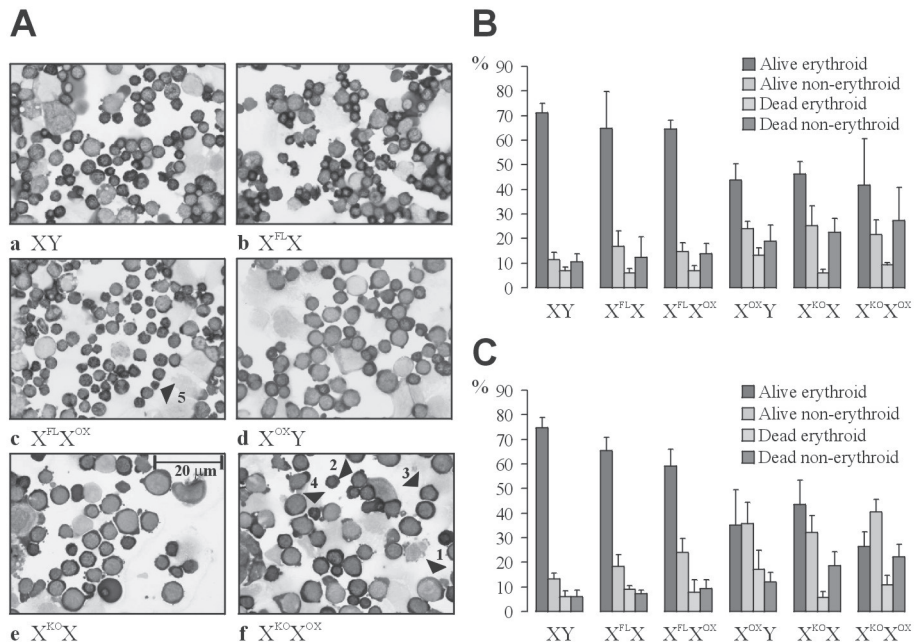 A
a XY
b X^FL X
5
c X^FL X^OX
d X^OX Y
20 μm
e X^KO X
2
3
4
1
f X^KO X^OX
B
%
90
80
70
60
50
40
30
20
10
0
Alive erythroid
Alive non-erythroid
Dead erythroid
Dead non-erythroid
XY X^FL X X^FL X^OX X^OX Y X^KO X X^KO X^OX
C
%
90
80
70
60
50
40
30
20
10
0
Alive erythroid
Alive non-erythroid
Dead erythroid
Dead non-erythroid
XY X^FL X X^FL X^OX X^OX Y X^KO X X^KO X^OX